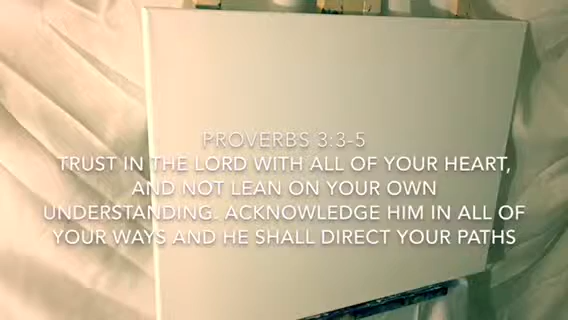 PROVERBS 3:3-5
TRUST IN THE LORD WITH ALL OF YOUR HEART,
AND NOT LEAN ON YOUR OWN
UNDERSTANDING. ACKNOWLEDGE HIM IN ALL OF
YOUR WAYS AND HE SHALL DIRECT YOUR PATHS